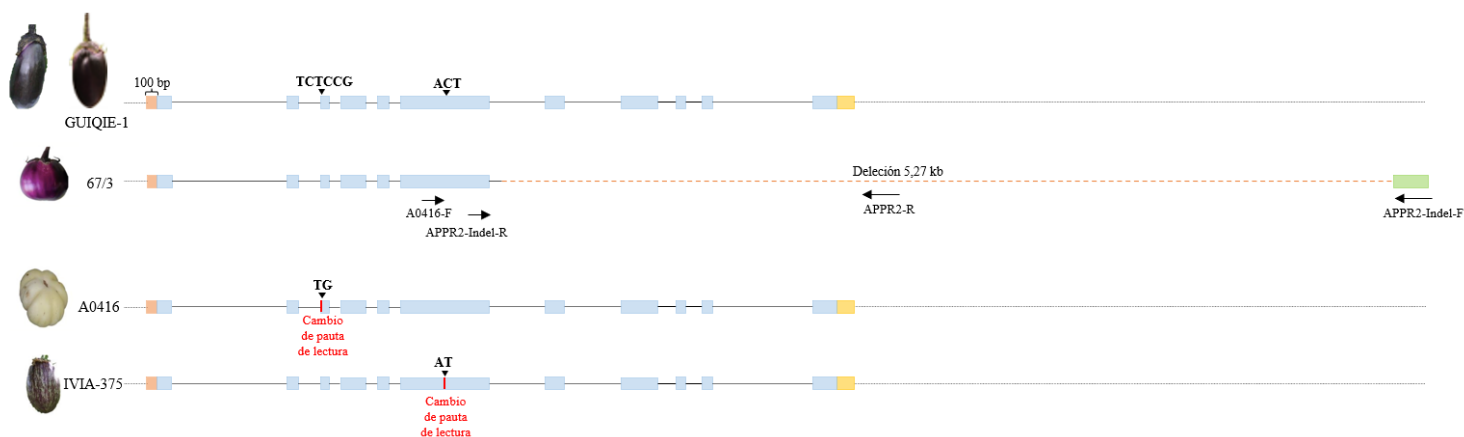 TCTCCG
ACT
100 bp
GUIQIE-1
Deleción 5,27 kb
67/3
A0416-F
APPR2-R
APPR2-Indel-F
APPR2-Indel-R
TG
A0416
Cambio
de pauta
de lectura
AT
IVIA-375
Cambio
de pauta
de lectura